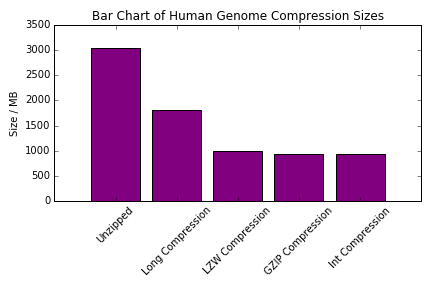 Bar Chart of Human Genome Compression Sizes
3500
3000
2500
2000
1500
1000
500
0
Size / MB
Unzipped
Long Compression
LZW Compression
GZIP Compression
Int Compression